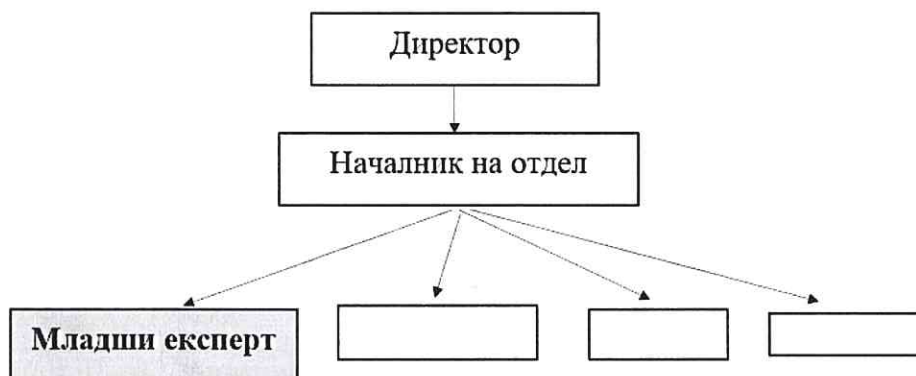 Директор
Началник на отдел
Младши експерт